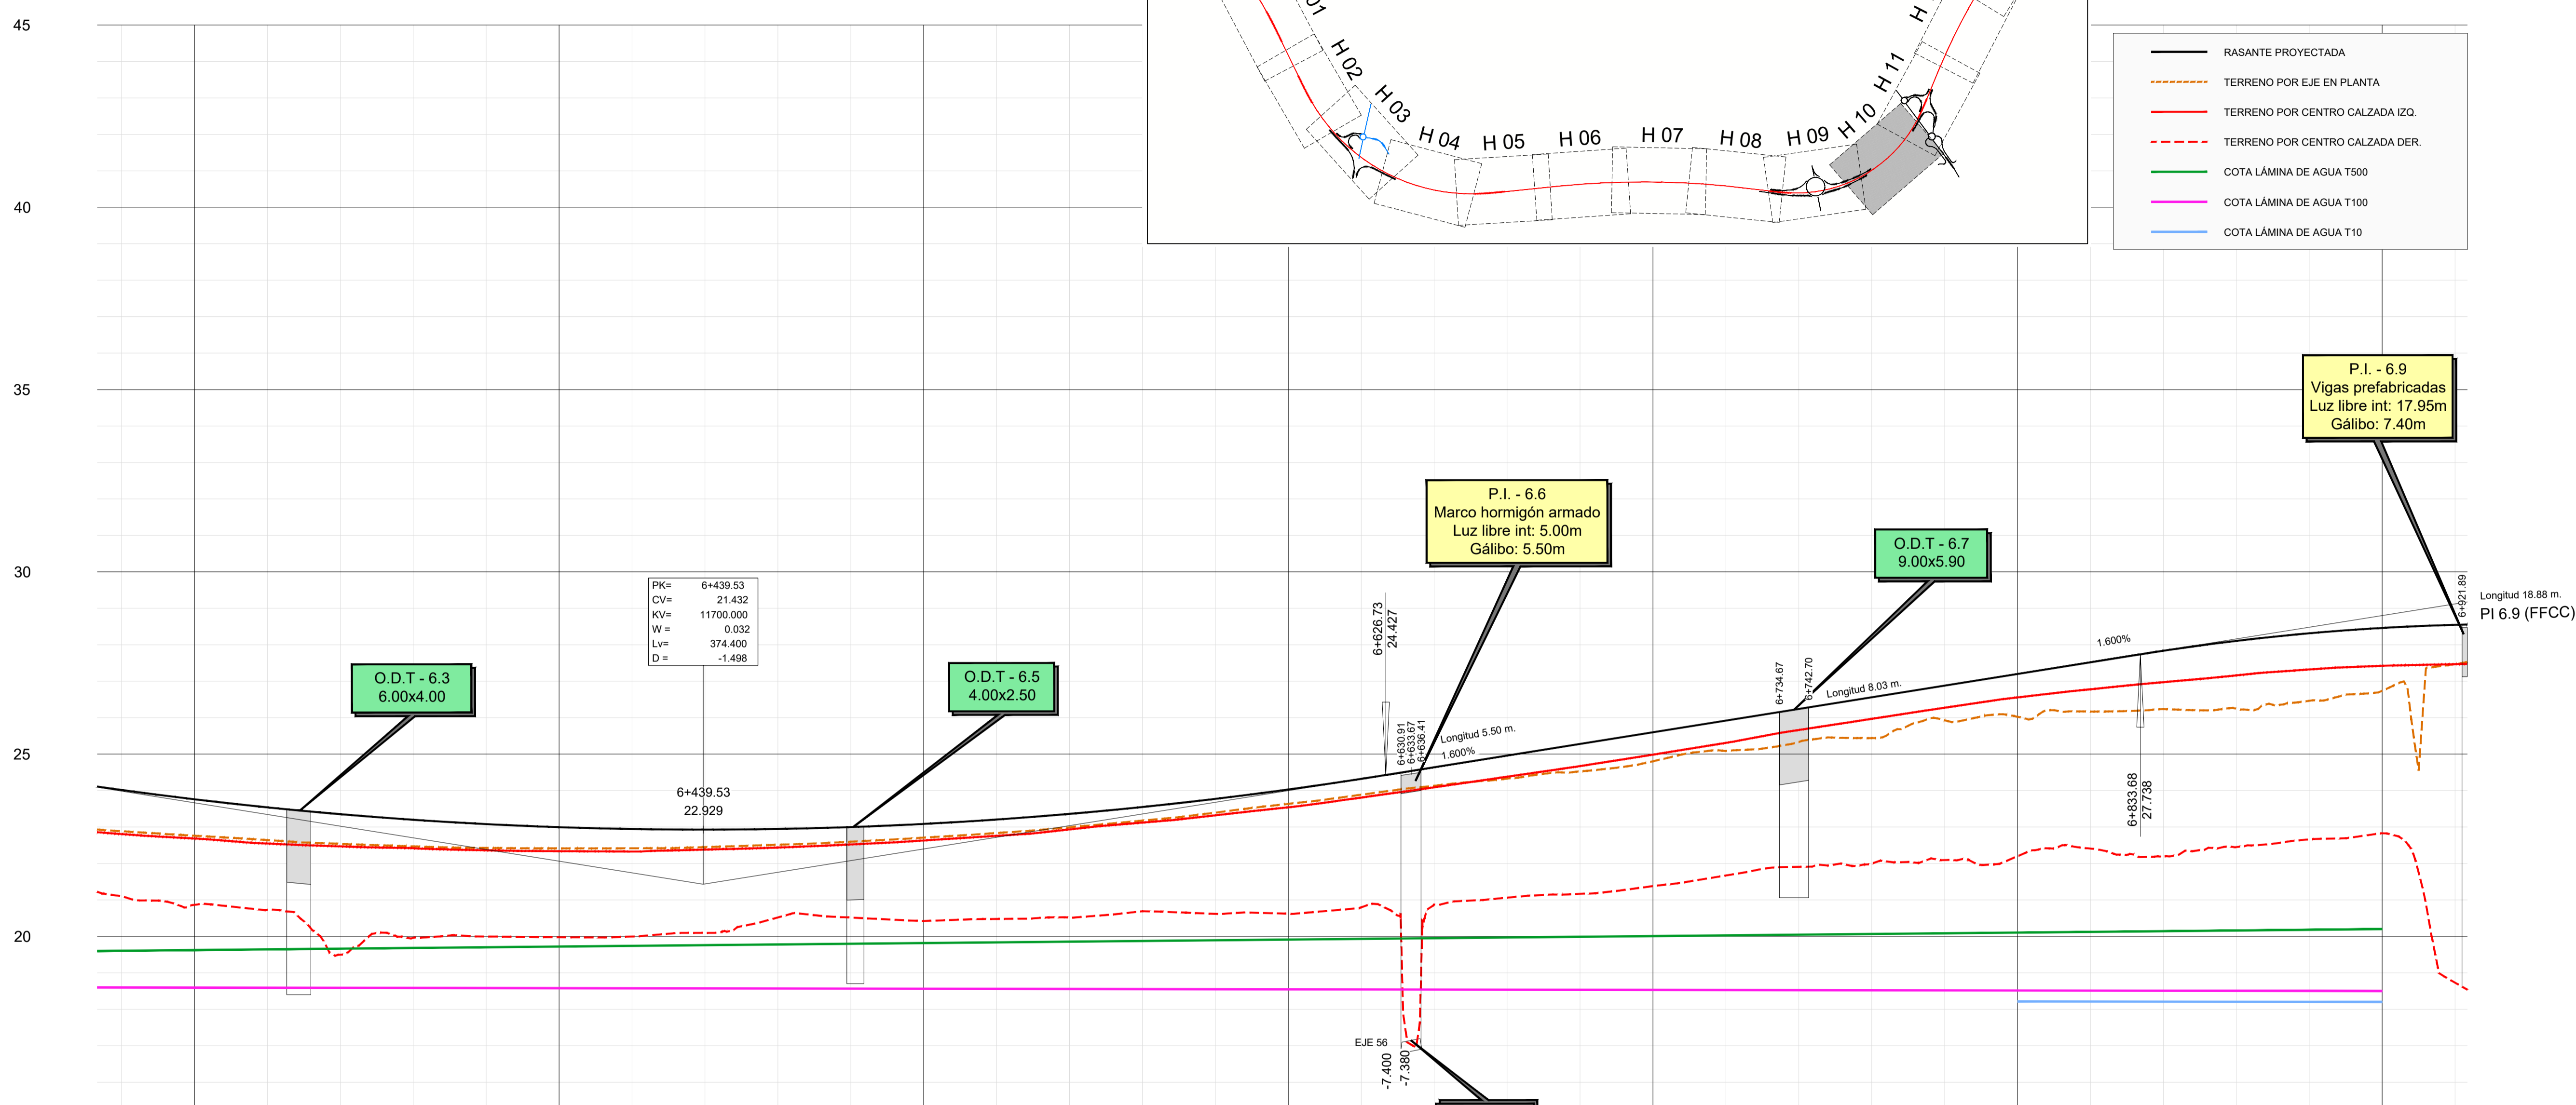 45
40
35
30
25
20
01
H 02
H 03
H 04
H 05
H 06
H 07
H 08
H 09
H 10
H 11
H
RASANTE PROYECTADA
TERRENO POR EJE EN PLANTA
TERRENO POR CENTRO CALZADA IZQ.
TERRENO POR CENTRO CALZADA DER.
COTA LÁMINA DE AGUA T500
COTA LÁMINA DE AGUA T100
COTA LÁMINA DE AGUA T10
O.D.T - 6.3
6.00x4.00
PK= 6+439.53
CV= 21.432
KV= 11700.000
W = 0.032
Lv= 374.400
D = -1.498
6+439.53
22.929
O.D.T - 6.5
4.00x2.50
6+626.73
24.427
P.I. - 6.6
Marco hormigón armado
Luz libre int: 5.00m
Gálibo: 5.50m
6+630.91
6+633.67
6+636.41
Longitud 5.50 m.
1.600%
EJE 56
-7.400
-7.380
O.D.T - 6.7
9.00x5.90
6+734.67
6+742.70
Longitud 8.03 m.
1.600%
6+833.68
27.738
P.I. - 6.9
Vigas prefabricadas
Luz libre int: 17.95m
Gálibo: 7.40m
6+921.89
Longitud 18.88 m.
PI 6.9 (FFCC)